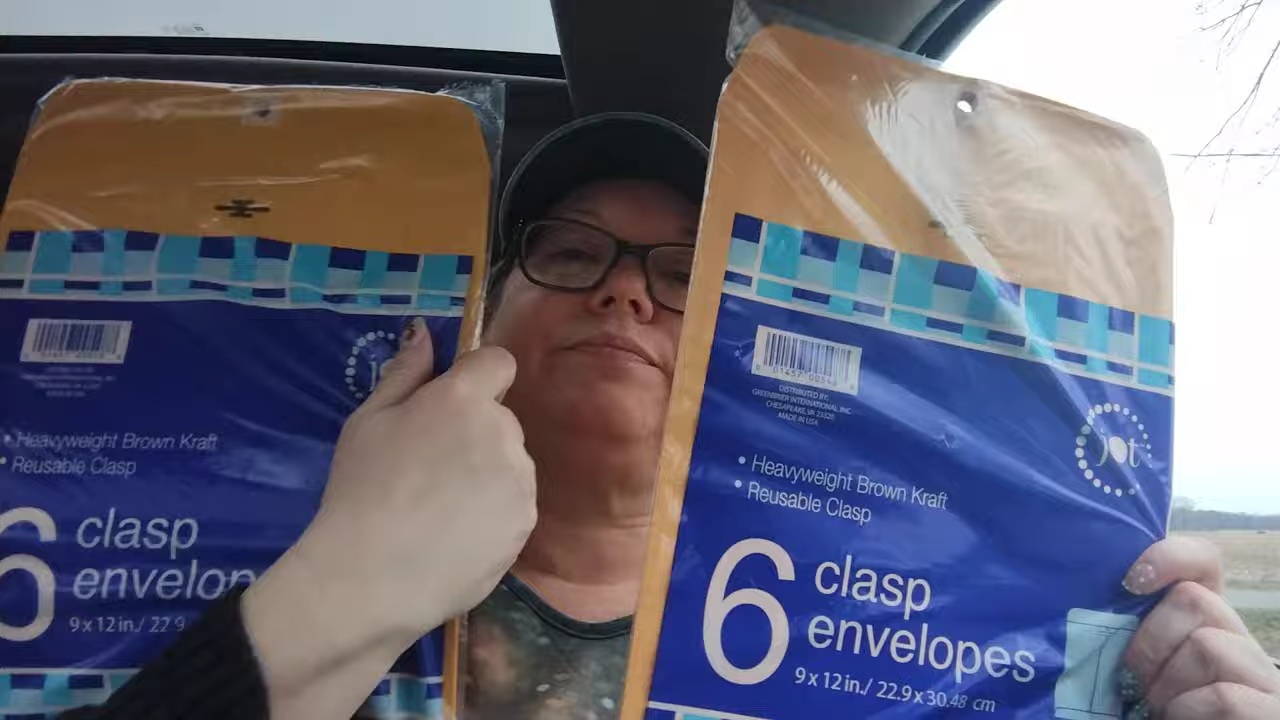 jot
• Heavyweight Brown Kraft
• Reusable Clasp
6 clasp
envelop
9 x 12 in./ 22.9
DISTRIBUTED BY:
GREENBRIER INTERNATIONAL, INC.
CHESAPEAKE, VA 23320
MADE IN USA
jot
• Heavyweight Brown Kraft
• Reusable Clasp
6 clasp
envelopes
9 x 12 in./ 22.9 x 30.48 cm